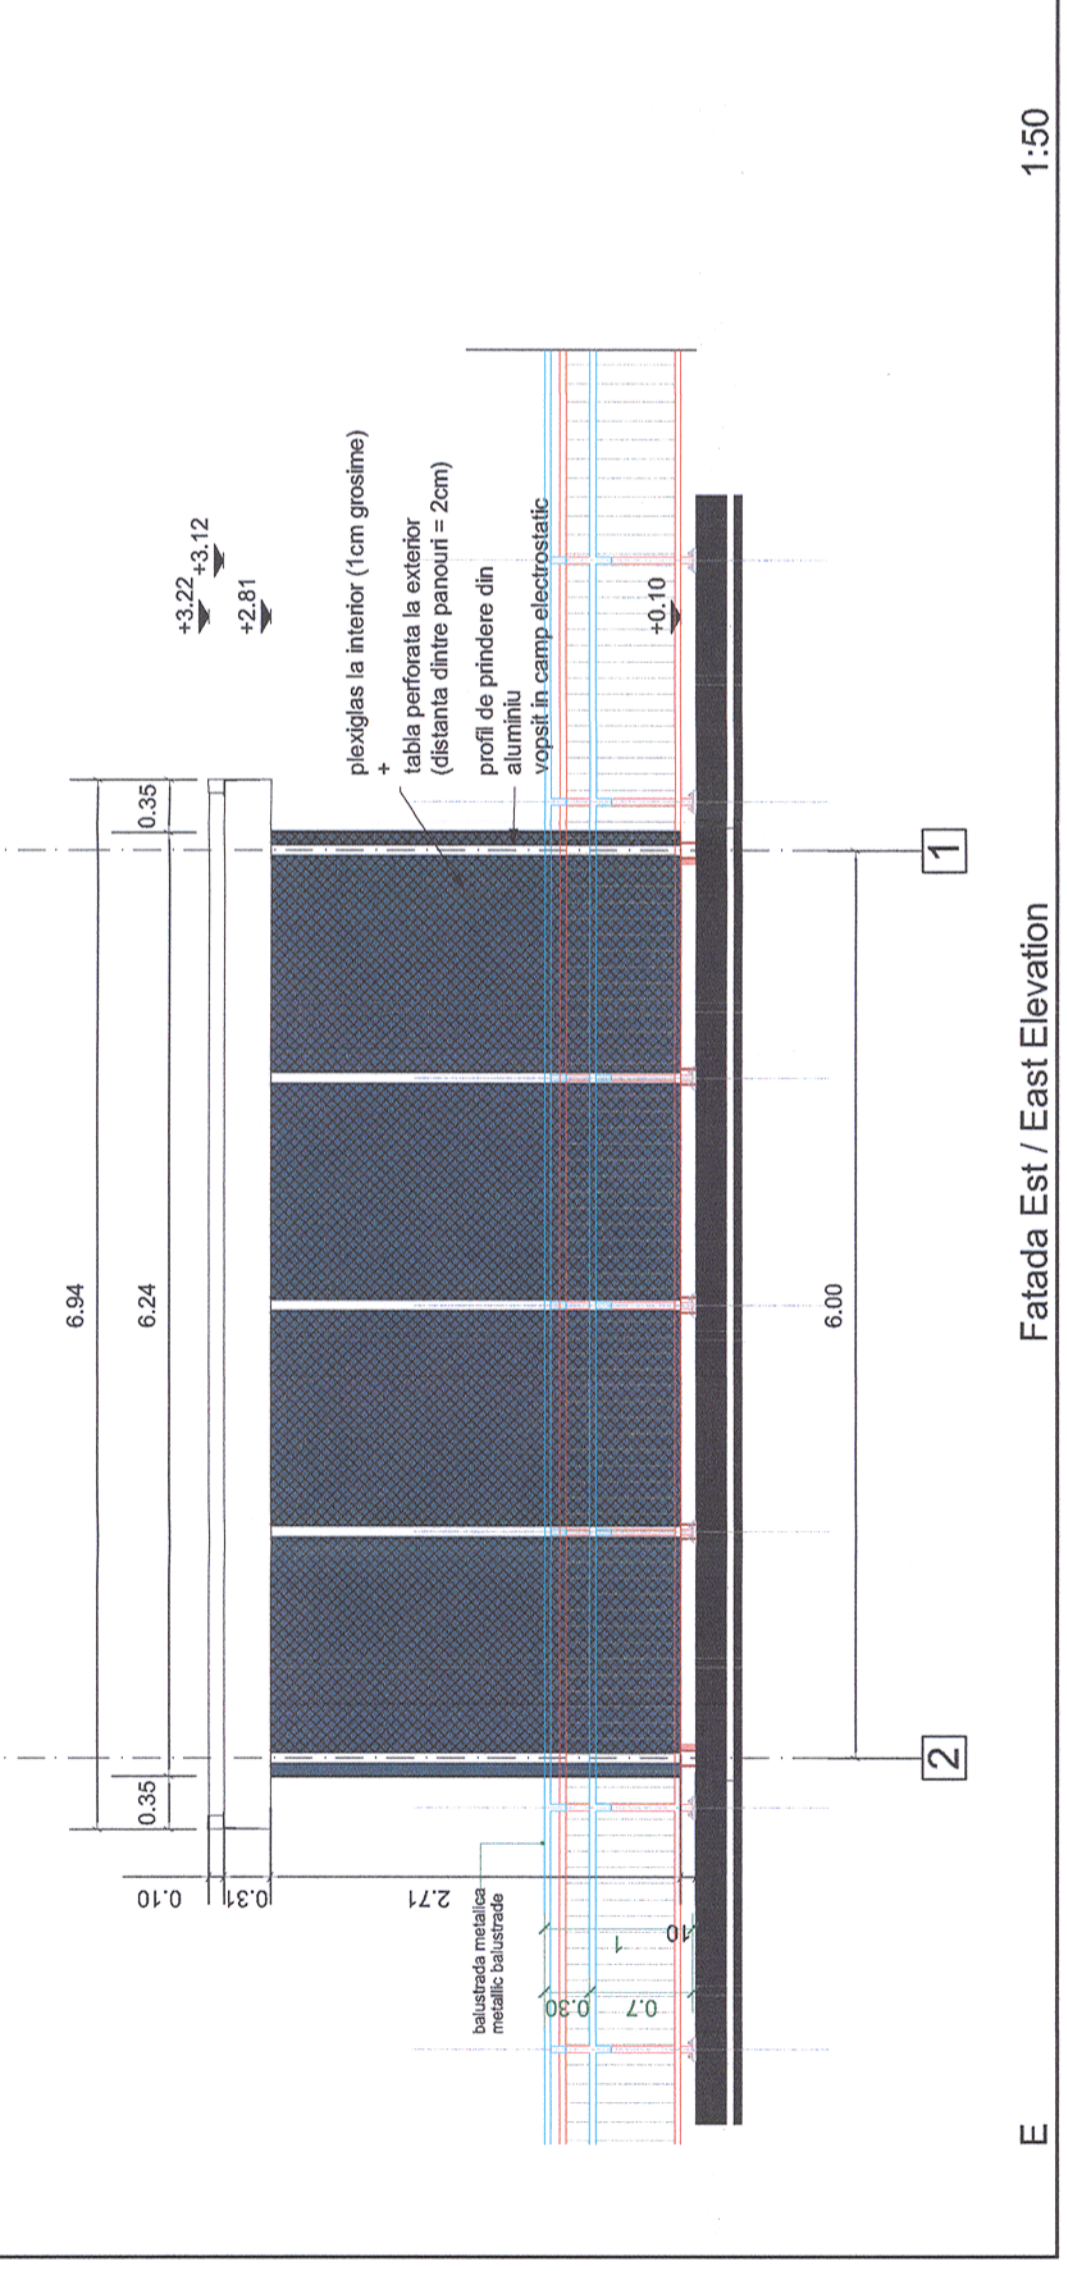 6.94
0.35
6.24
0.35
+3.22
+3.12
+2.81
0.10
0.31
2.71
plexiglas la interior (1cm grosime)
+
tabla perforata la exterior
(distanta dintre panouri = 2cm)
profil de prindere din
aluminiu
vopsit in camp electrostatic
balustrada metalica
metallic balustrade
+0.10
10
1
0.30
0.7
6.00
2
1
E
Fatada Est / East Elevation
1:50